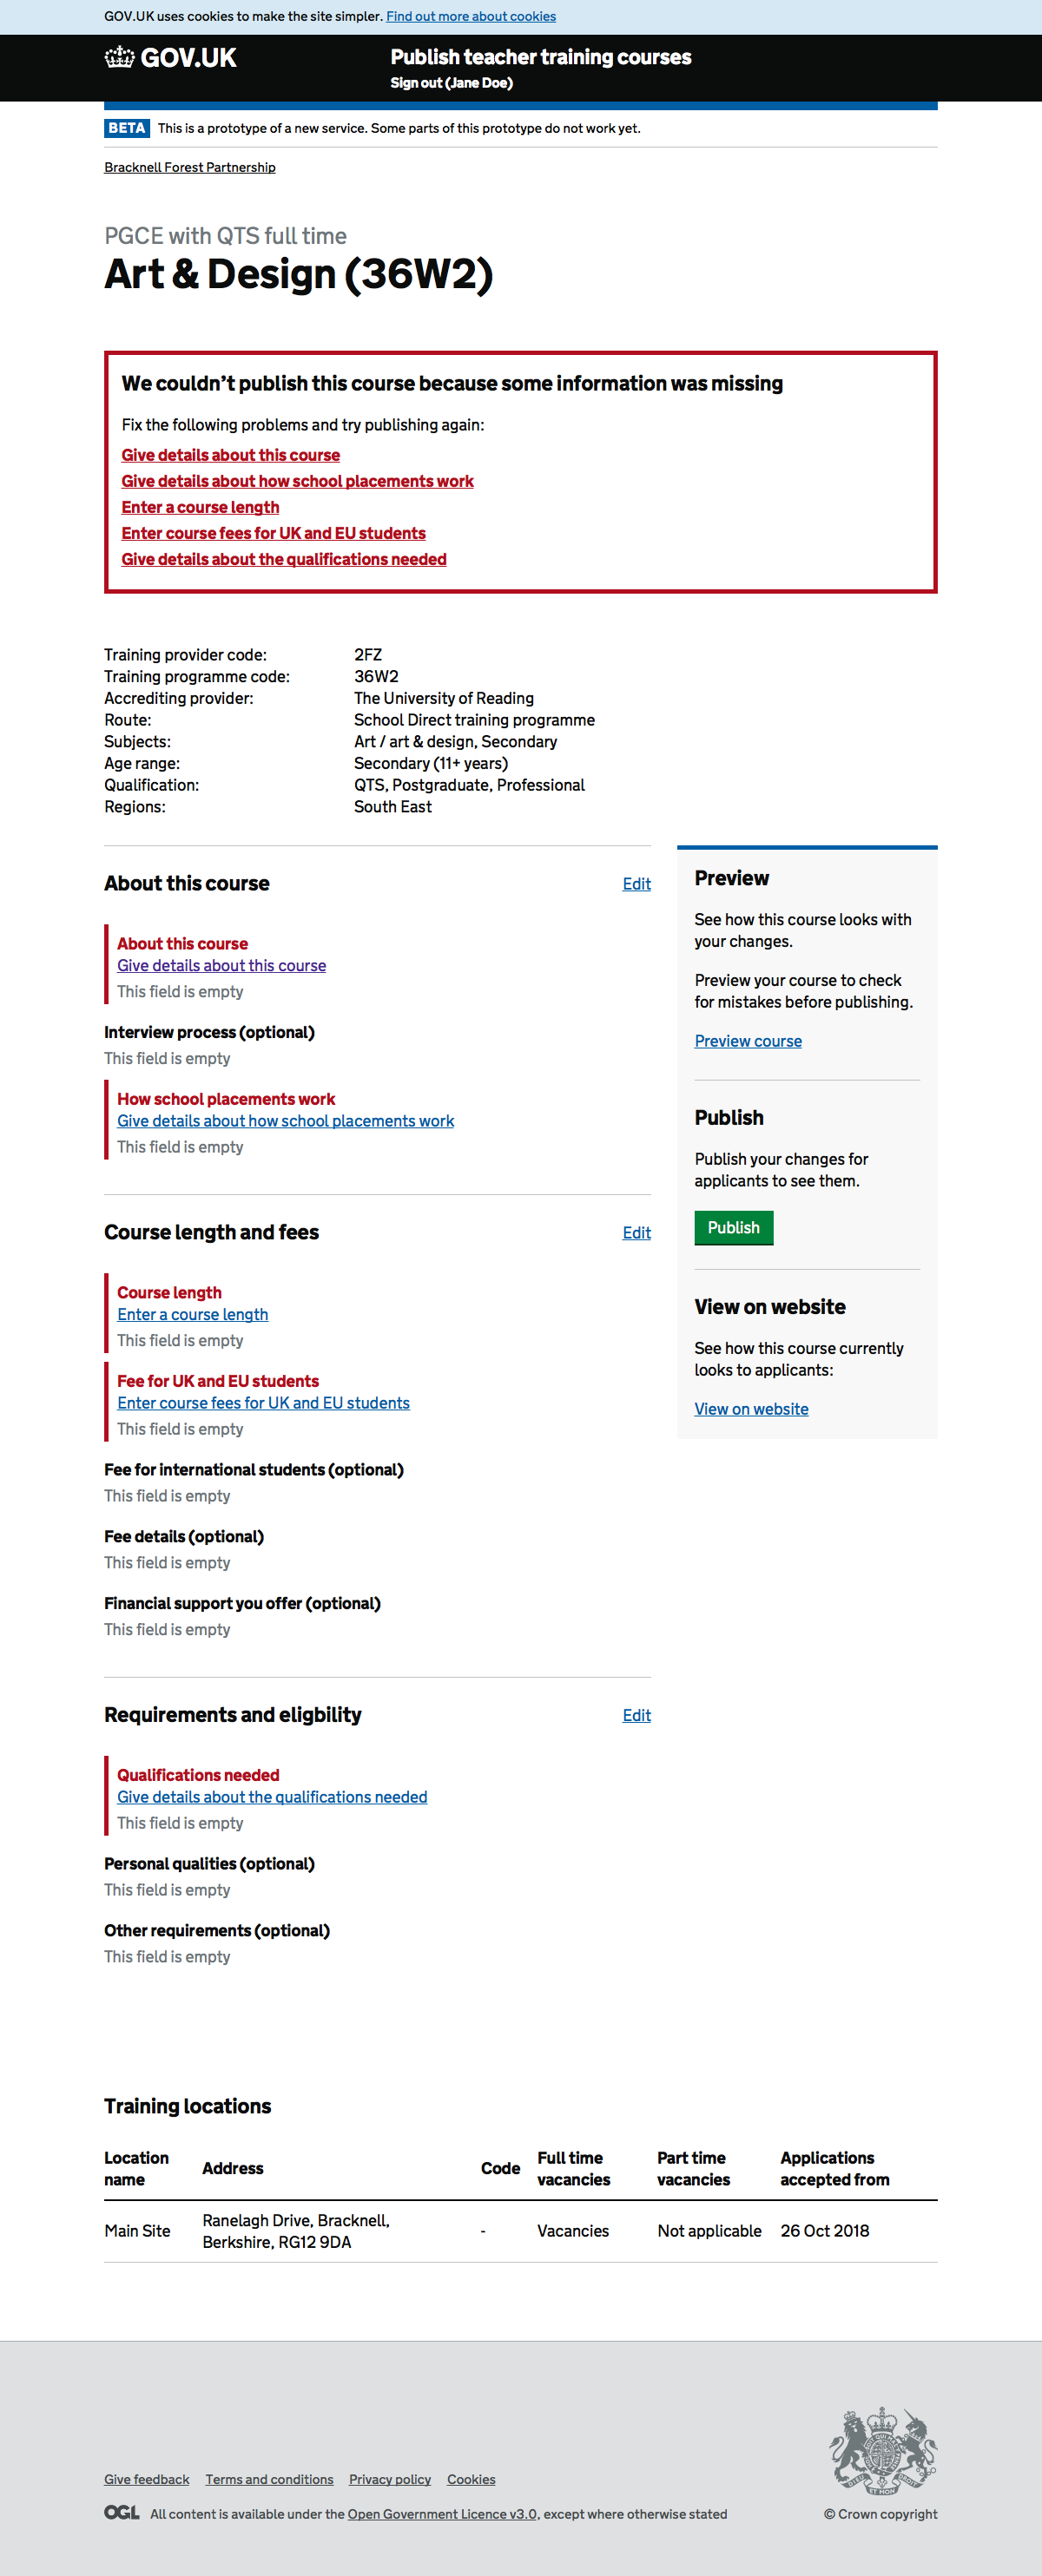 GOV.UK uses cookies to make the site simpler. Find out more about cookies
GOV.UK
Publish teacher training courses
Sign out (Jane Doe)
BETA This is a prototype of a new service. Some parts of this prototype do not work yet.
Bracknell Forest Partnership
PGCE with QTS full time
Art & Design (36W2)
We couldn’t publish this course because some information was missing
Fix the following problems and try publishing again:
Give details about this course
Give details about how school placements work
Enter a course length
Enter course fees for UK and EU students
Give details about the qualifications needed
Training provider code: 2FZ
Training programme code: 36W2
Accrediting provider: The University of Reading
Route: School Direct training programme
Subjects: Art / art & design, Secondary
Age range: Secondary (11+ years)
Qualification: QTS, Postgraduate, Professional
Regions: South East
About this course Edit
About this course
Give details about this course
This field is empty
Interview process (optional)
This field is empty
How school placements work
Give details about how school placements work
This field is empty
Course length and fees Edit
Course length
Enter a course length
This field is empty
Fee for UK and EU students
Enter course fees for UK and EU students
This field is empty
Fee for international students (optional)
This field is empty
Fee details (optional)
This field is empty
Financial support you offer (optional)
This field is empty
Requirements and eligbility Edit
Qualifications needed
Give details about the qualifications needed
This field is empty
Personal qualities (optional)
This field is empty
Other requirements (optional)
This field is empty
Preview
See how this course looks with
your changes.
Preview your course to check
for mistakes before publishing.
Preview course
Publish
Publish your changes for
applicants to see them.
Publish
View on website
See how this course currently
looks to applicants:
View on website
Training locations
Location name Address Code Full time vacancies Part time vacancies Applications accepted from
Main Site Ranelagh Drive, Bracknell, Berkshire, RG12 9DA - Vacancies Not applicable 26 Oct 2018
Give feedback Terms and conditions Privacy policy Cookies
OGL All content is available under the Open Government Licence v3.0, except where otherwise stated
DIEU ET MON DROIT
© Crown copyright